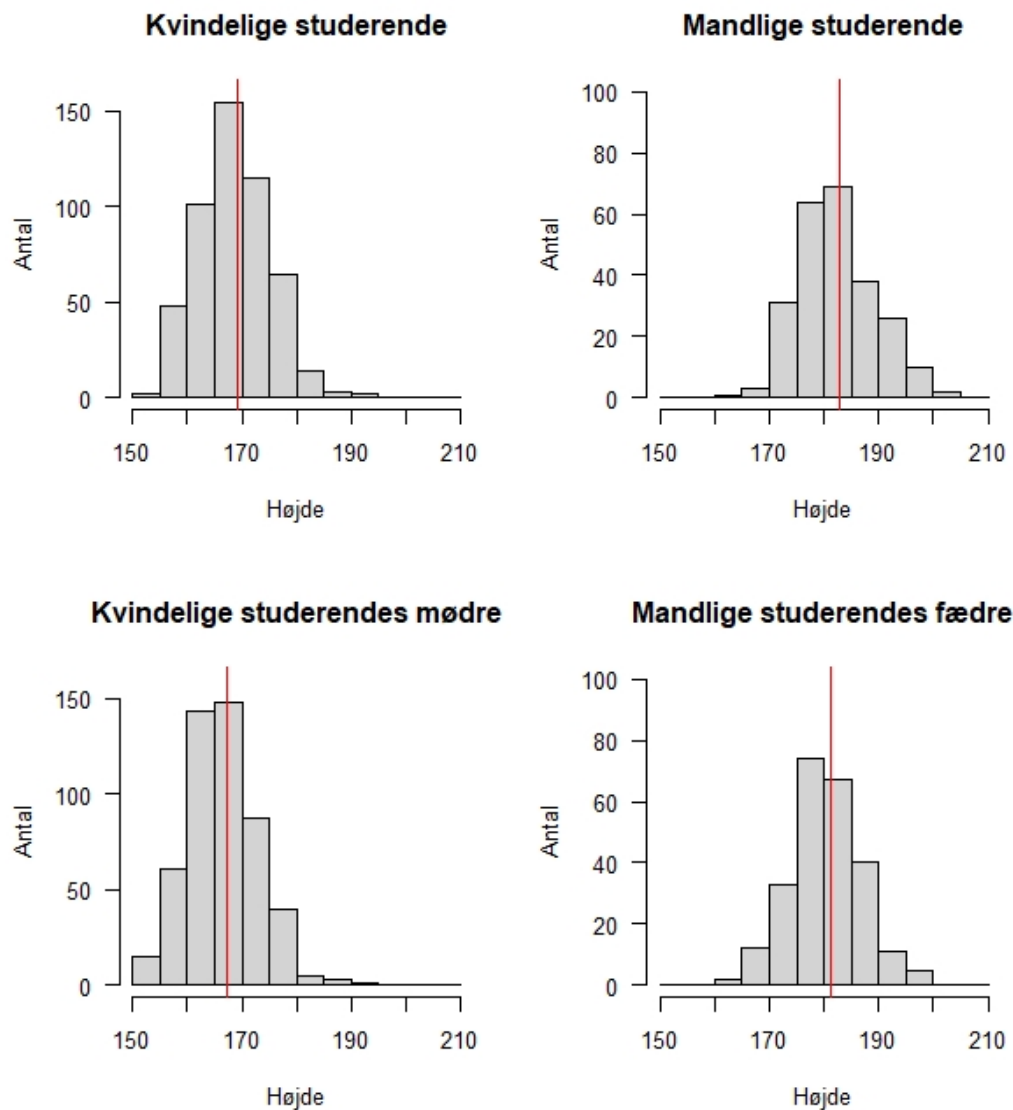 Kvindelige studerende
Antal
150
100
50
0
150 170 190 210
Højde
Mandlige studerende
Antal
100
80
60
40
20
0
150 170 190 210
Højde
Kvindelige studerendes mødre
Antal
150
100
50
0
150 170 190 210
Højde
Mandlige studerendes fædre
Antal
100
80
60
40
20
0
150 170 190 210
Højde